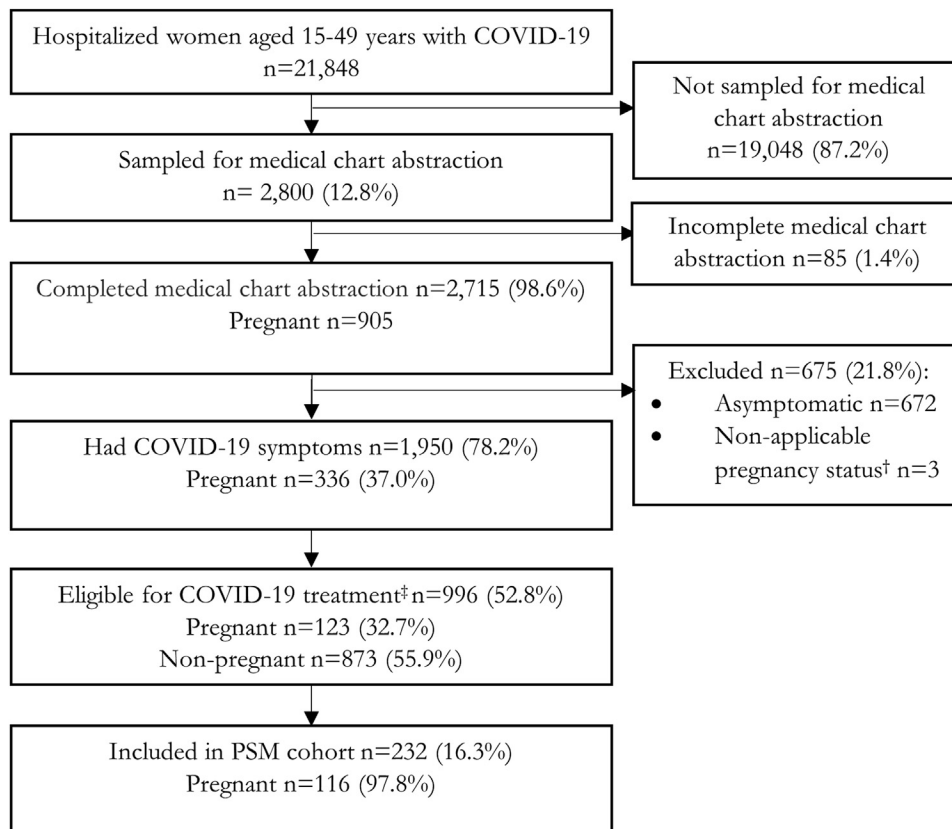 Hospitalized women aged 15-49 years with COVID-19
n=21,848
Not sampled for medical
chart abstraction
n=19,048 (87.2%)
Sampled for medical chart abstraction
n= 2,800 (12.8%)
Incomplete medical chart
abstraction n=85 (1.4%)
Completed medical chart abstraction n=2,715 (98.6%)
Pregnant n=905
Excluded n=675 (21.8%):
• Asymptomatic n=672
• Non-applicable
pregnancy status† n=3
Had COVID-19 symptoms n=1,950 (78.2%)
Pregnant n=336 (37.0%)
Eligible for COVID-19 treatment‡ n=996 (52.8%)
Pregnant n=123 (32.7%)
Non-pregnant n=873 (55.9%)
Included in PSM cohort n=232 (16.3%)
Pregnant n=116 (97.8%)